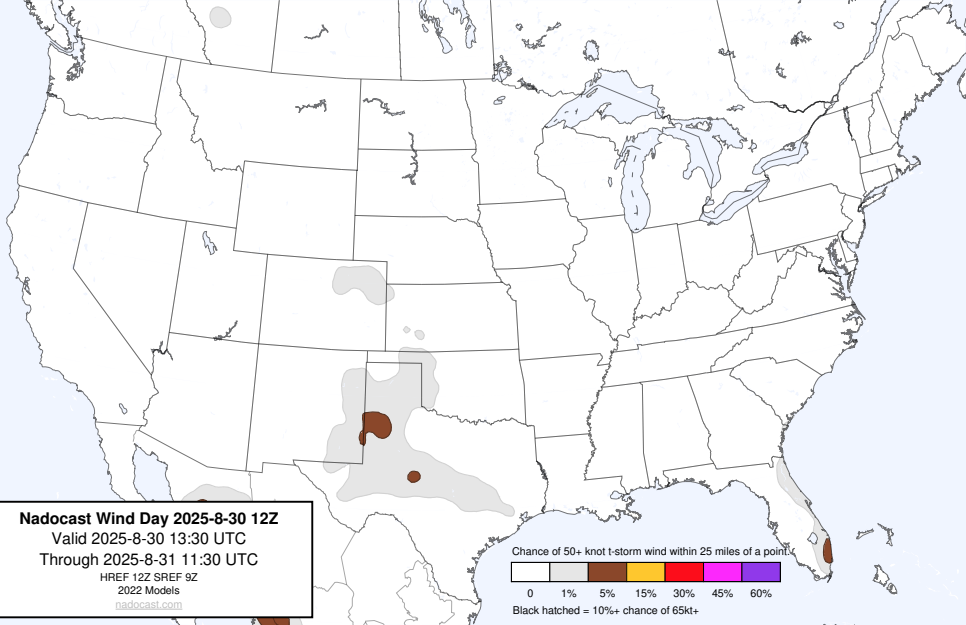 Nadocast Wind Day 2025-8-30 12Z
Valid 2025-8-30 13:30 UTC
Through 2025-8-31 11:30 UTC
HREF 12Z SREF 9Z
2022 Models
nadocast.com
Chance of 50+ knot t-storm wind within 25 miles of a point.
0 1% 5% 15% 30% 45% 60%
Black hatched = 10%+ chance of 65kt+